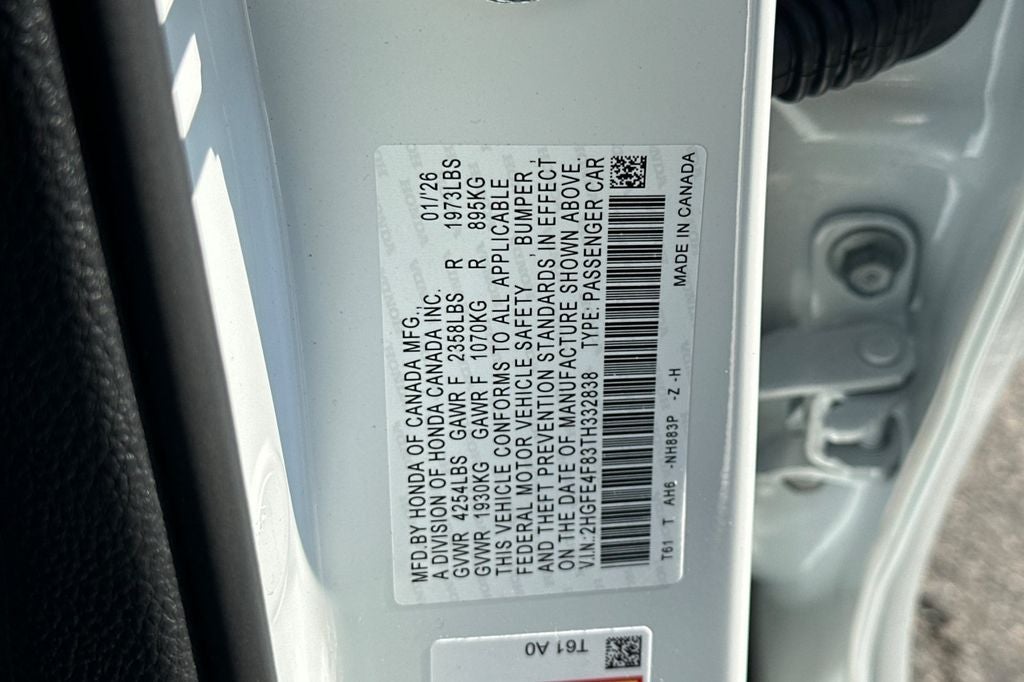 MFD.BY HONDA OF CANADA MFG.,
A DIVISION OF HONDA CANADA INC. 01/'26
GVWR 4254LBS GAWR F 2358LBS R 1973LBS
GVWR 1930KG GAWR F 1070KG R 895KG
THIS VEHICLE CONFORMS TO ALL APPLICABLE
FEDERAL MOTOR VEHICLE SAFETY, BUMPER,
AND THEFT PREVENTION STANDARDS IN EFFECT
ON THE DATE OF MANUFACTURE SHOWN ABOVE.
V.I.N.:2HGFE4F83TH332838 TYPE: PASSENGER CAR
T61 T AH6 -NH883P -Z -H MADE IN CANADA
T61 A0